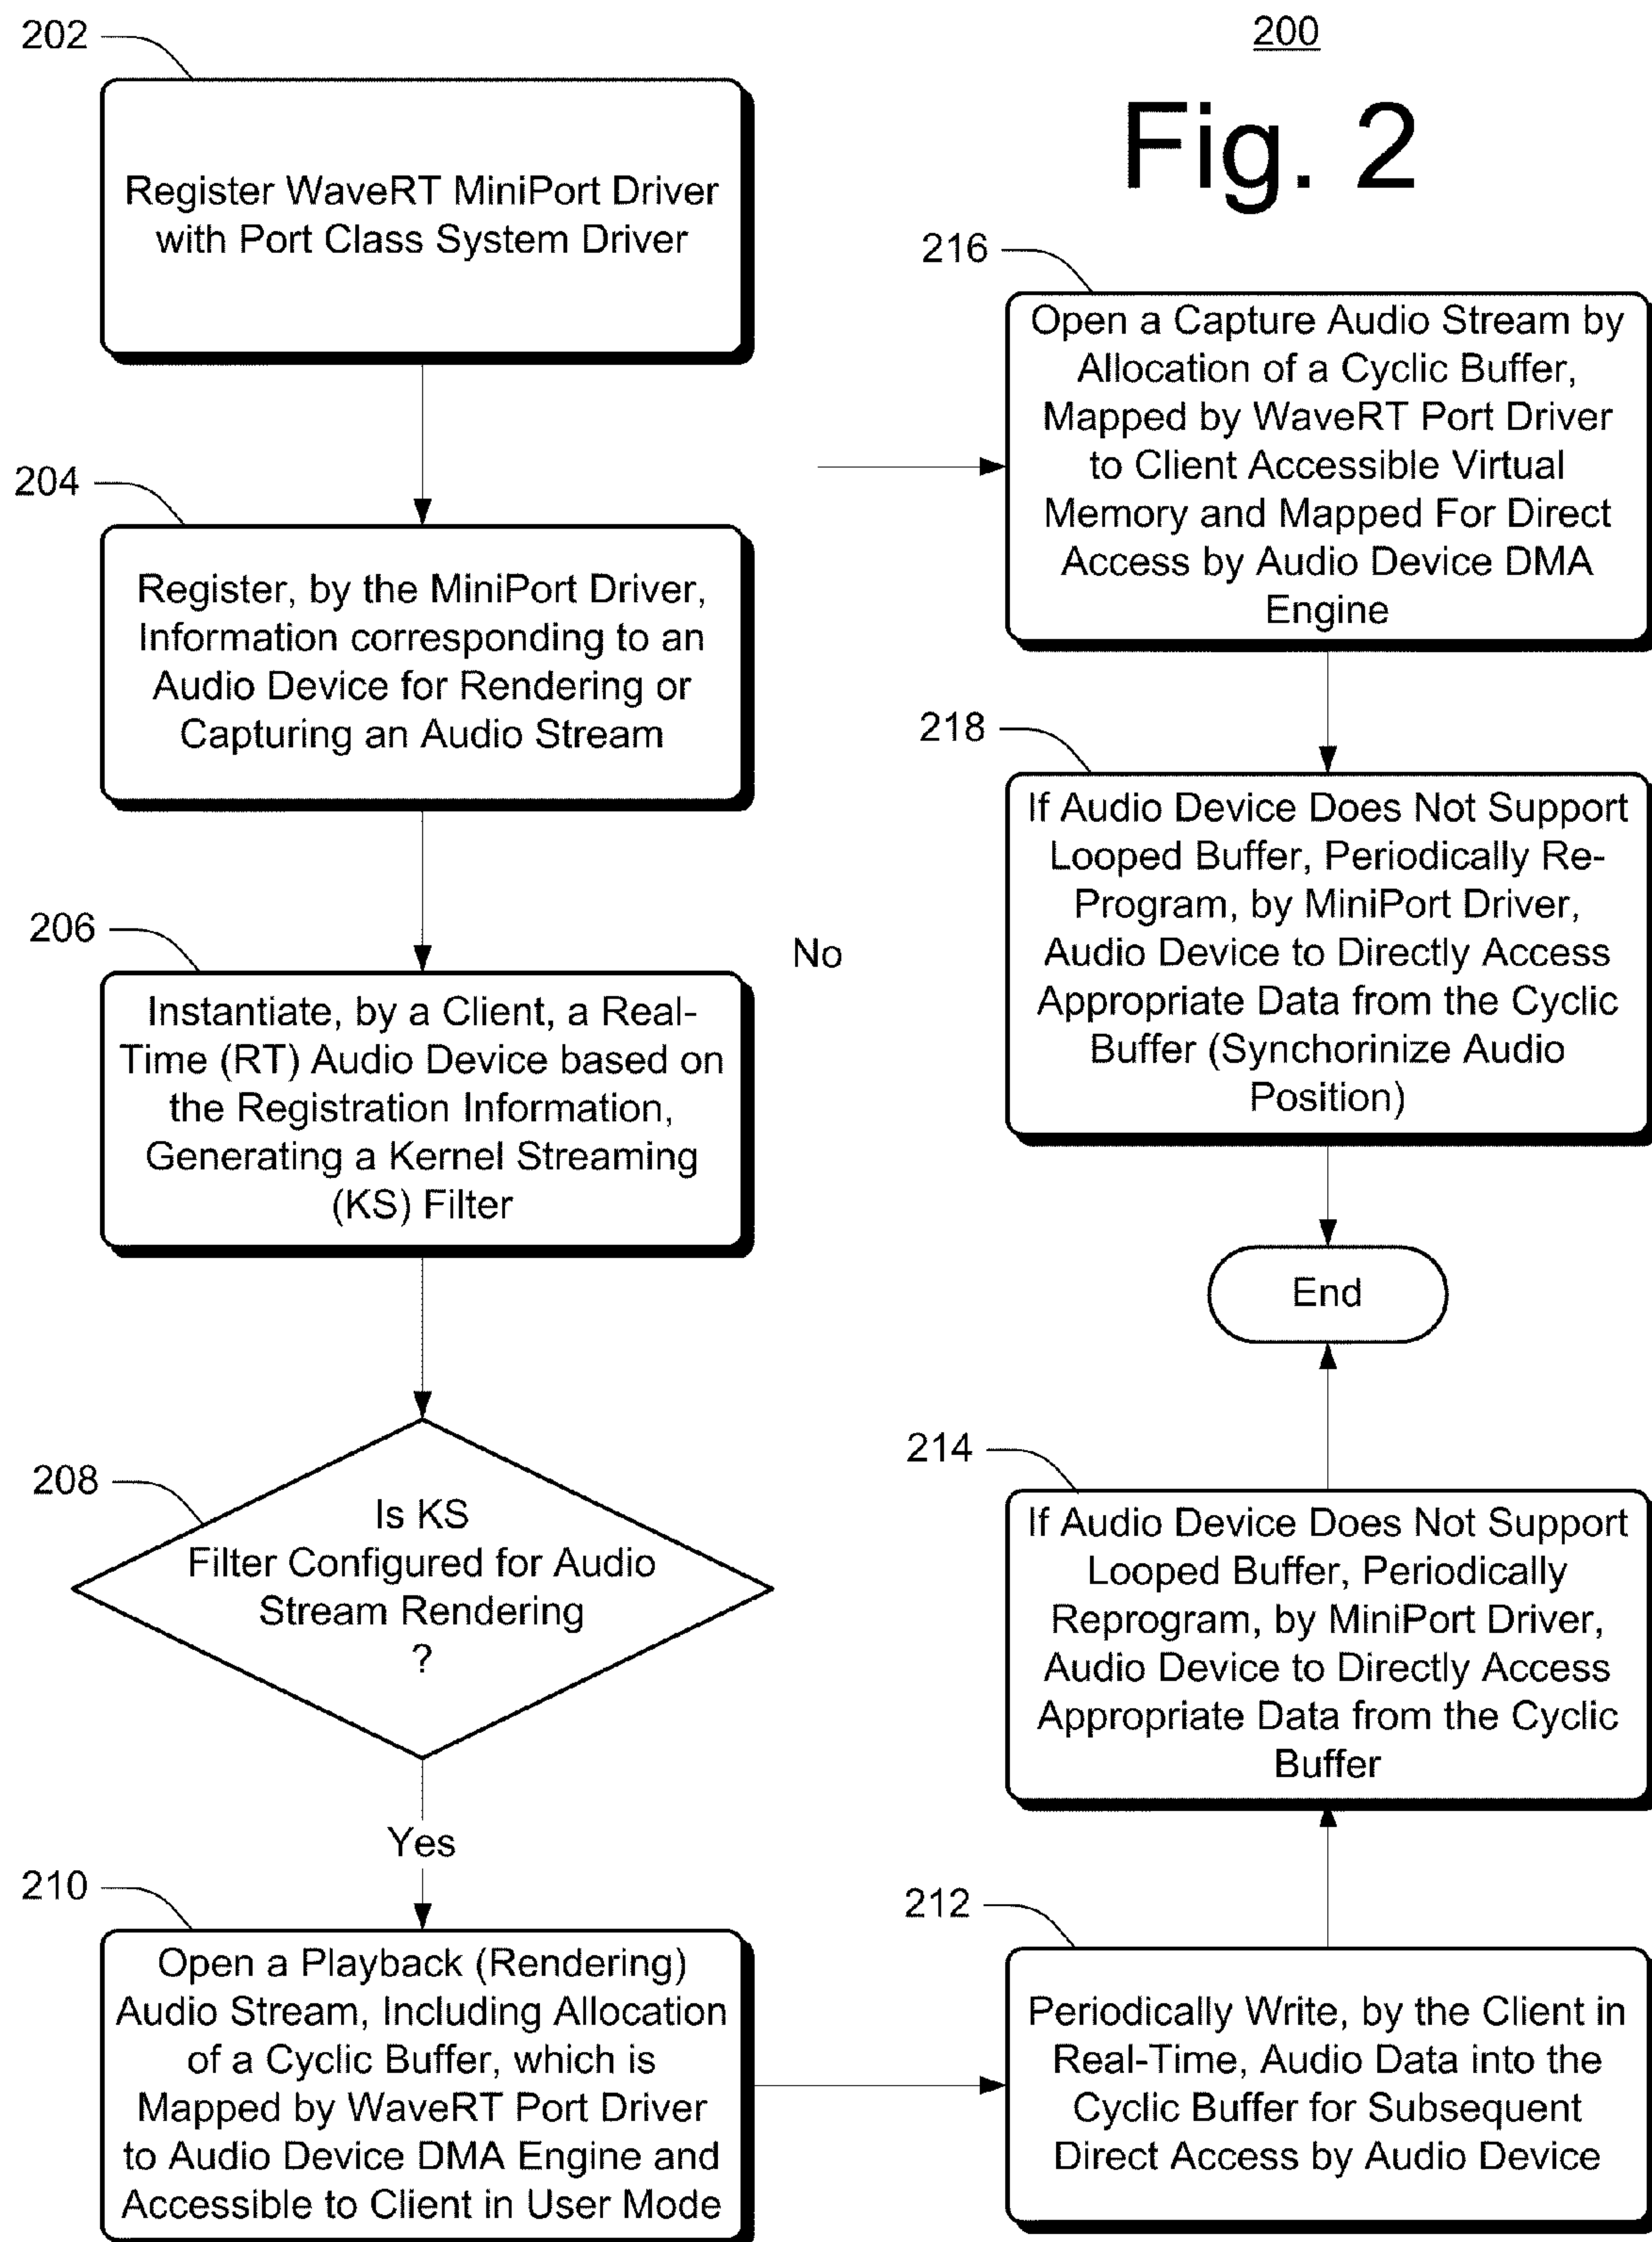 200
Fig. 2
202
Register WaveRT MiniPort Driver
with Port Class System Driver
204
Register, by the MiniPort Driver,
Information corresponding to an
Audio Device for Rendering or
Capturing an Audio Stream
206
Instantiate, by a Client, a Real-
Time (RT) Audio Device based on
the Registration Information,
Generating a Kernel Streaming
(KS) Filter
208
Is KS
Filter Configured for Audio
Stream Rendering
?
No
Yes
210
Open a Playback (Rendering)
Audio Stream, Including Allocation
of a Cyclic Buffer, which is
Mapped by WaveRT Port Driver
to Audio Device DMA Engine and
Accessible to Client in User Mode
212
Periodically Write, by the Client in
Real-Time, Audio Data into the
Cyclic Buffer for Subsequent
Direct Access by Audio Device
214
If Audio Device Does Not Support
Looped Buffer, Periodically
Reprogram, by MiniPort Driver,
Audio Device to Directly Access
Appropriate Data from the Cyclic
Buffer
216
Open a Capture Audio Stream by
Allocation of a Cyclic Buffer,
Mapped by WaveRT Port Driver
to Client Accessible Virtual
Memory and Mapped For Direct
Access by Audio Device DMA
Engine
218
If Audio Device Does Not Support
Looped Buffer, Periodically Re-
Program, by MiniPort Driver,
Audio Device to Directly Access
Appropriate Data from the Cyclic
Buffer (Synchorinize Audio
Position)
End